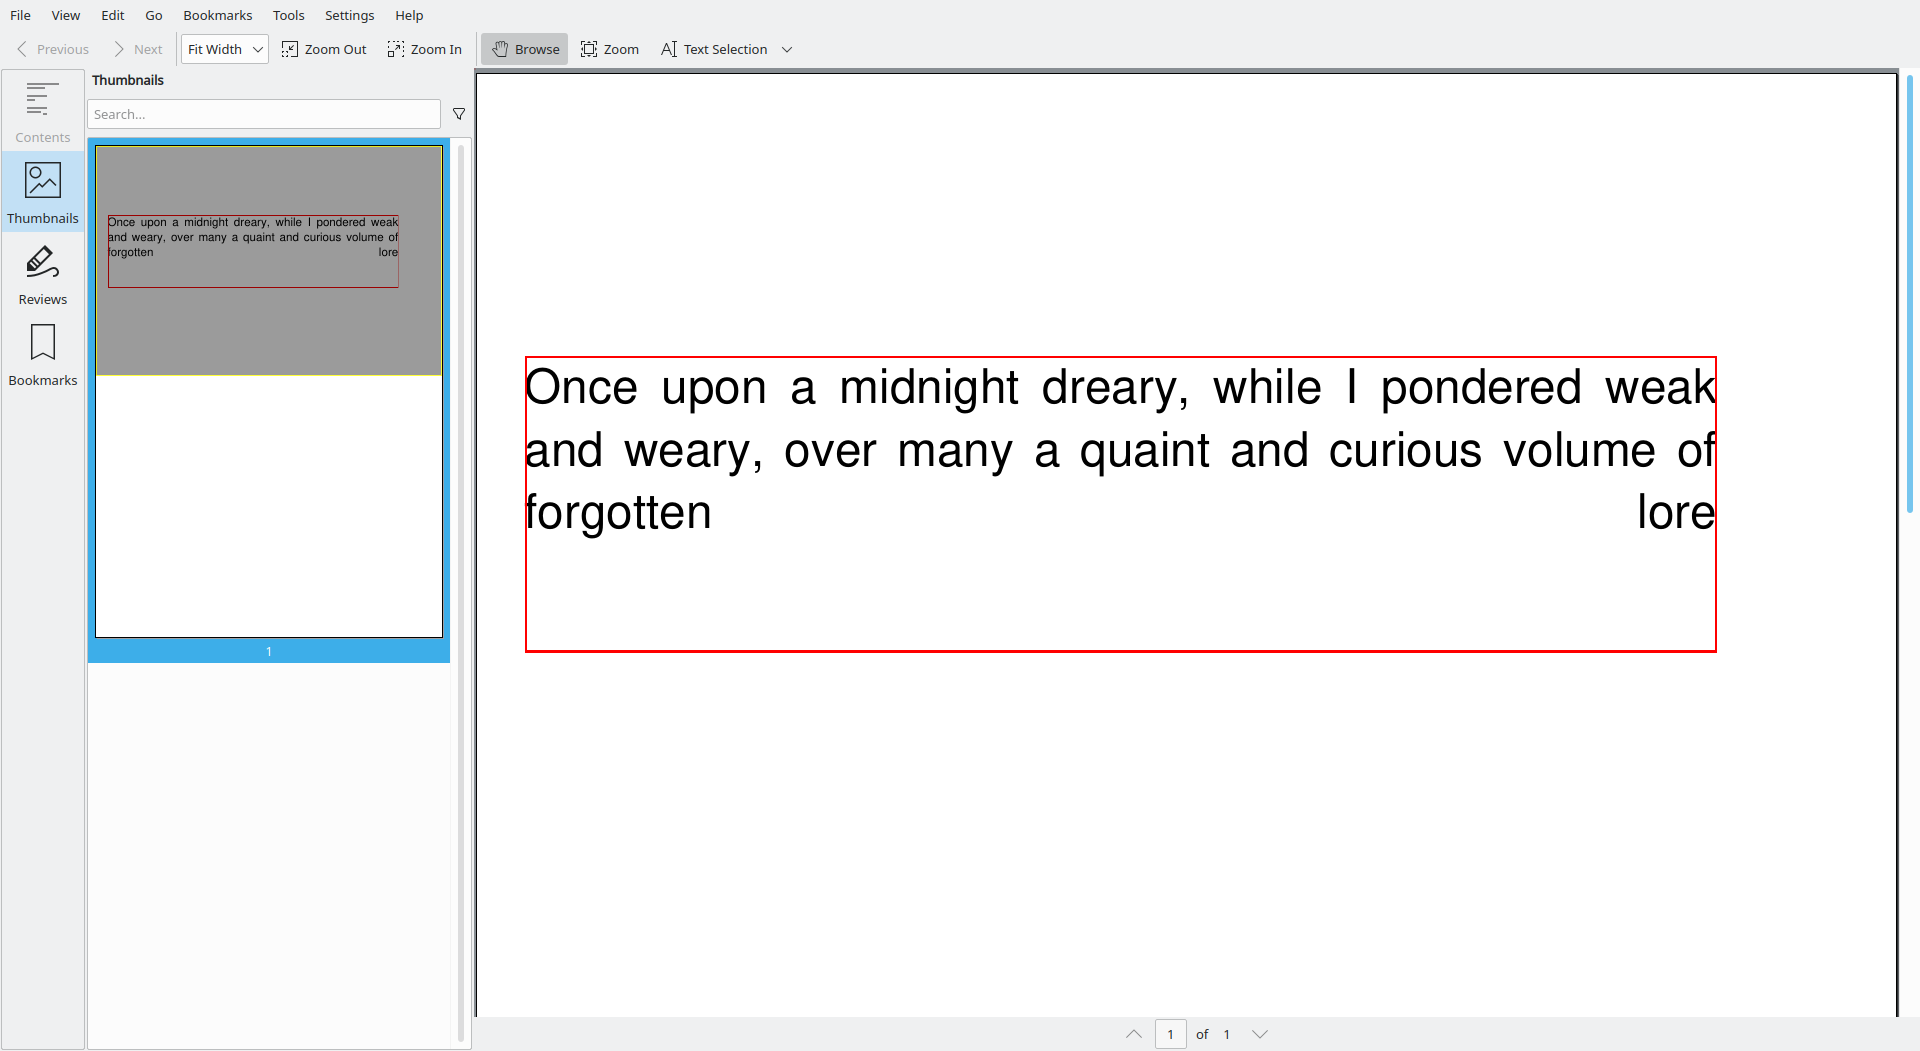 File View Edit Go Bookmarks Tools Settings Help
Previous Next Fit Width Zoom Out Zoom In Browse Zoom Text Selection
Contents
Thumbnails
Reviews
Bookmarks
Thumbnails
Search...
Once upon a midnight dreary, while I pondered weak
and weary, over many a quaint and curious volume of
forgotten lore
1
Once upon a midnight dreary, while I pondered weak
and weary, over many a quaint and curious volume of
forgotten lore
1 of 1